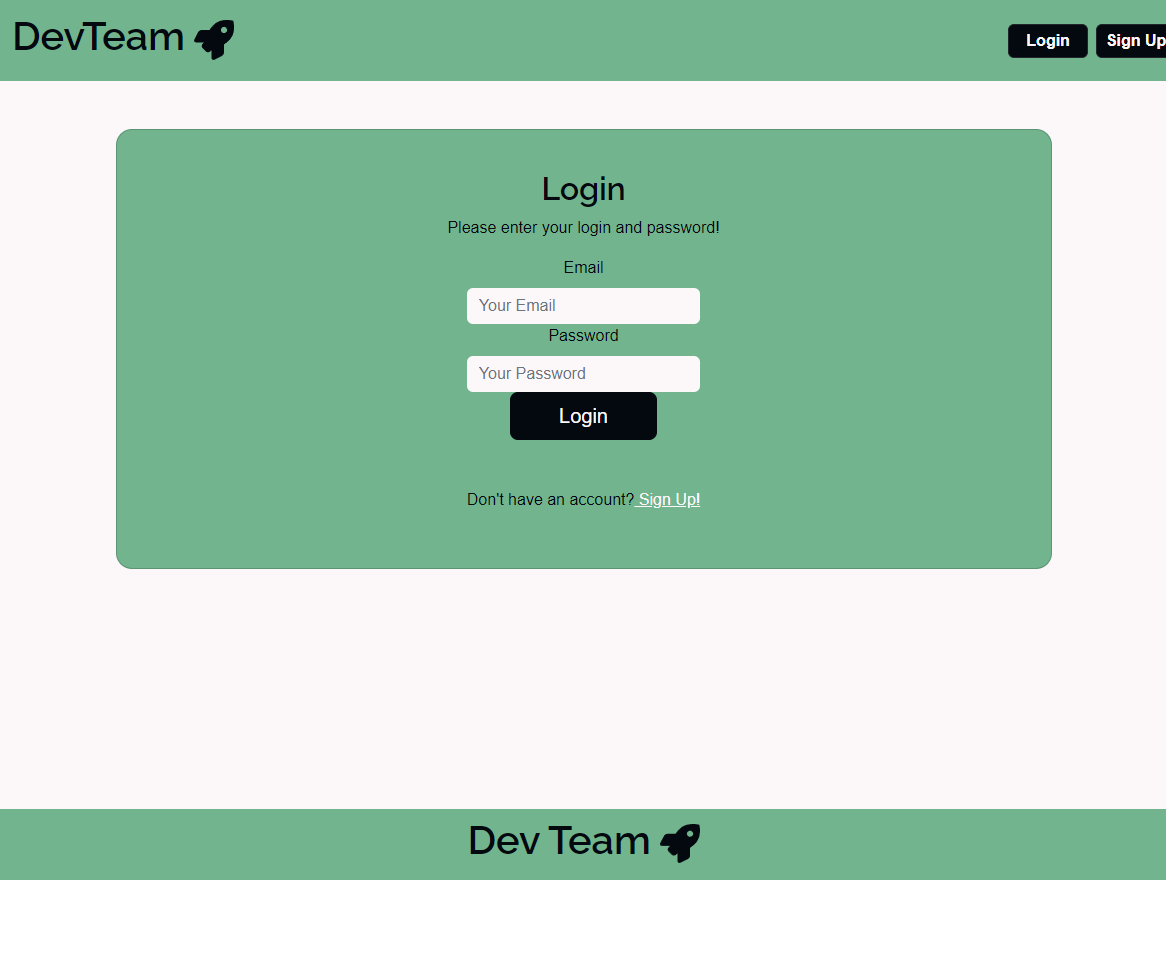 DevTeam
Login Sign Up
Login
Please enter your login and password!
Email
Your Email
Password
Your Password
Login
Don't have an account? Sign Up!
Dev Team